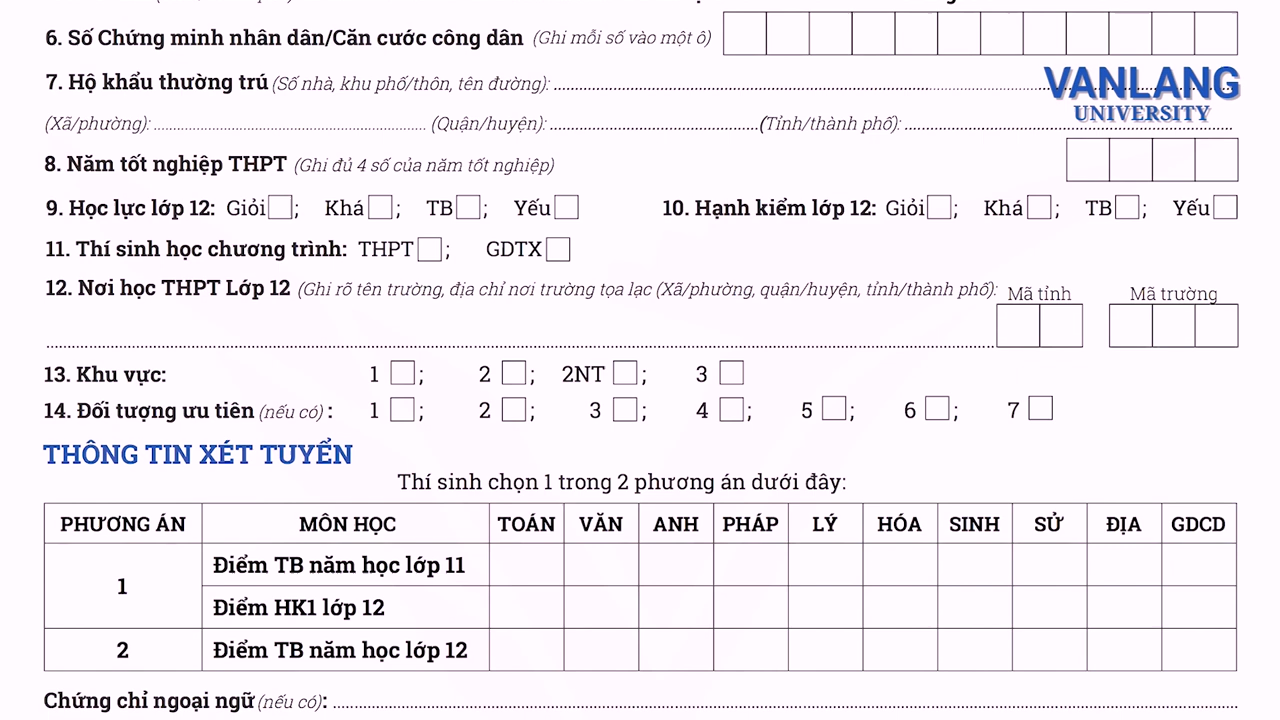 6. Số Chứng minh nhân dân/Căn cước công dân (Ghi mỗi số vào một ô)
7. Hộ khẩu thường trú (Số nhà, khu phố/thôn, tên đường):
VANLANG
UNIVERSITY
(Xã/phường): (Quận/huyện): (Tỉnh/thành phố):
8. Năm tốt nghiệp THPT (Ghi đủ 4 số của năm tốt nghiệp)
9. Học lực lớp 12: Giỏi ; Khá ; TB ; Yếu 10. Hạnh kiểm lớp 12: Giỏi ; Khá ; TB ; Yếu
11. Thí sinh học chương trình: THPT ; GDTX
12. Nơi học THPT Lớp 12 (Ghi rõ tên trường, địa chỉ nơi trường tọa lạc (Xã/phường, quận/huyện, tỉnh/thành phố): Mã tỉnh Mã trường
13. Khu vực: 1 ; 2 ; 2NT ; 3
14. Đối tượng ưu tiên (nếu có) : 1 ; 2 ; 3 ; 4 ; 5 ; 6 ; 7
THÔNG TIN XÉT TUYỂN
Thí sinh chọn 1 trong 2 phương án dưới đây:
PHƯƠNG ÁN MÔN HỌC TOÁN VĂN ANH PHÁP LÝ HÓA SINH SỬ ĐỊA GDCD
1 Điểm TB năm học lớp 11
Điểm HK1 lớp 12
2 Điểm TB năm học lớp 12
Chứng chỉ ngoại ngữ (nếu có):